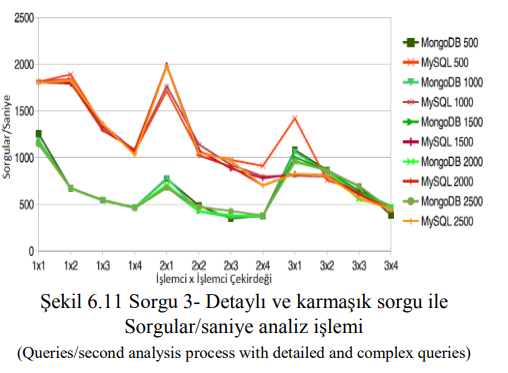 2500
2000
1500
1000
500
0
Sorgular/Saniye
1x1 1x2 1x3 1x4 2x1 2x2 2x3 2x4 3x1 3x2 3x3 3x4
İşlemci x İşlemci Çekirdeği
MongoDB 500
MySQL 500
MongoDB 1000
MySQL 1000
MongoDB 1500
MySQL 1500
MongoDB 2000
MySQL 2000
MongoDB 2500
MySQL 2500
Şekil 6.11 Sorgu 3- Detaylı ve karmaşık sorgu ile
Sorgular/saniye analiz işlemi
(Queries/second analysis process with detailed and complex queries)